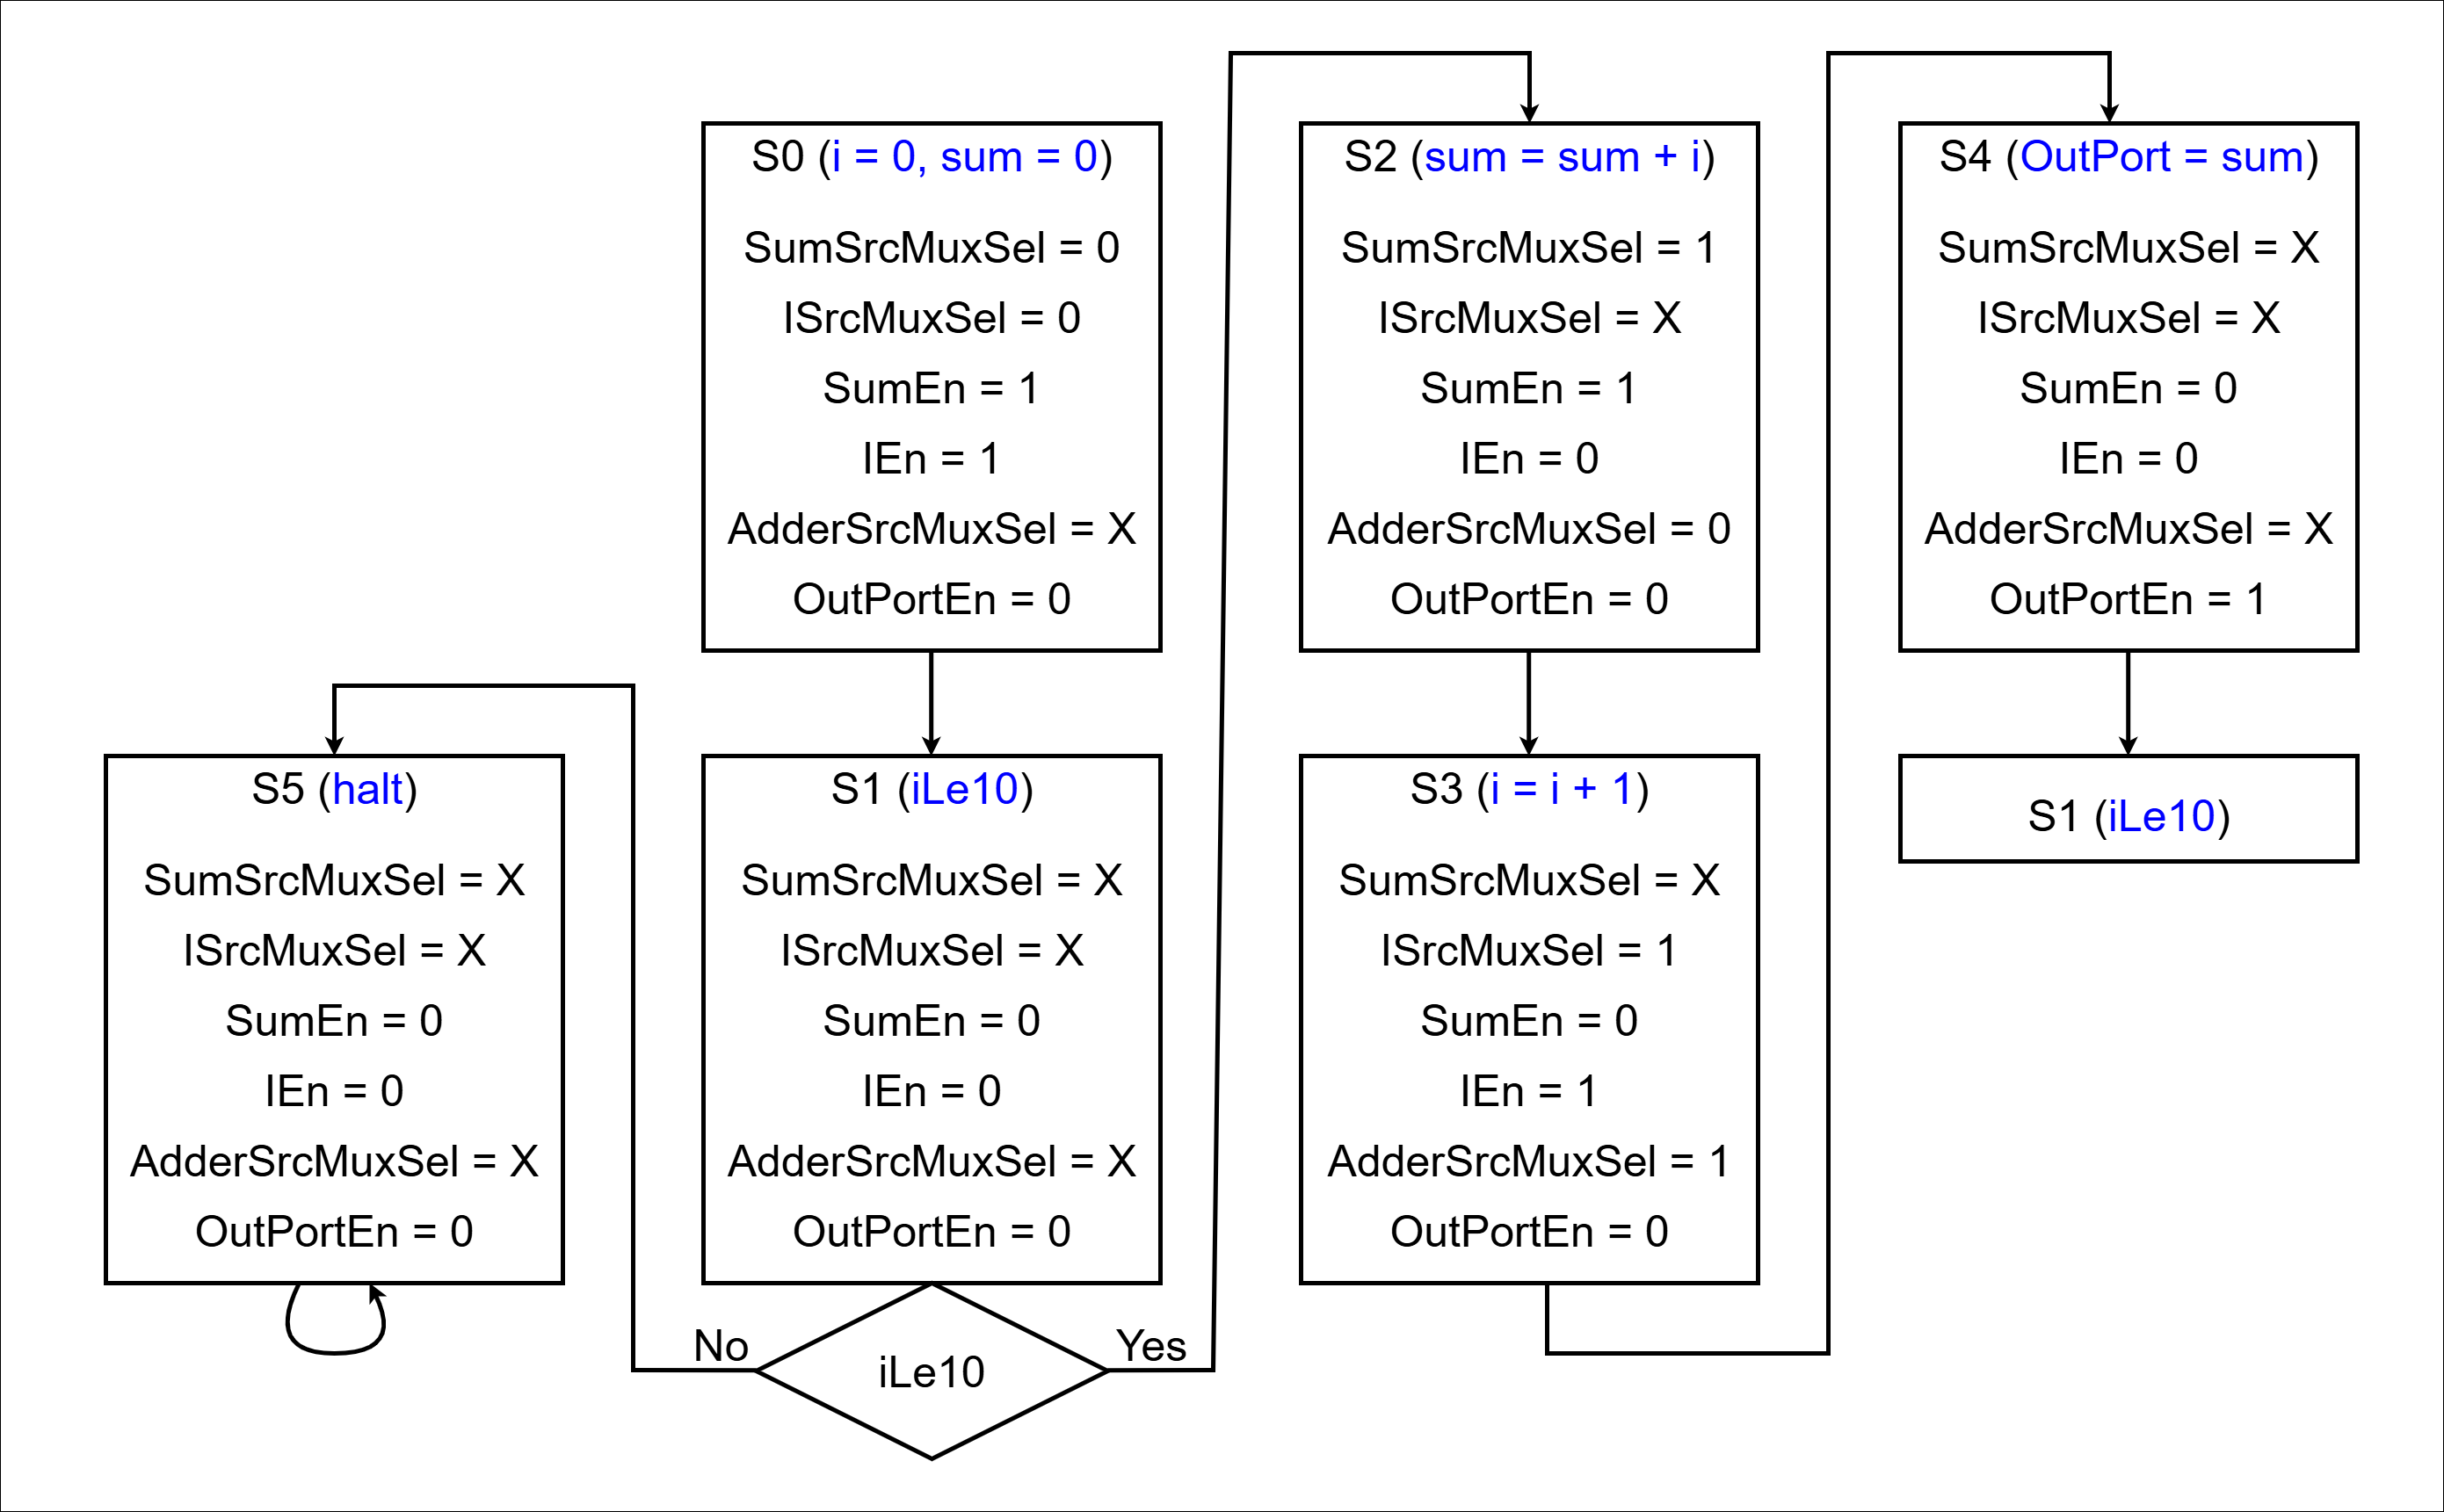 S0 (i = 0, sum = 0)
SumSrcMuxSel = 0
ISrcMuxSel = 0
SumEn = 1
IEn = 1
AdderSrcMuxSel = X
OutPortEn = 0
S1 (iLe10)
SumSrcMuxSel = X
ISrcMuxSel = X
SumEn = 0
IEn = 0
AdderSrcMuxSel = X
OutPortEn = 0
iLe10
No
Yes
S5 (halt)
SumSrcMuxSel = X
ISrcMuxSel = X
SumEn = 0
IEn = 0
AdderSrcMuxSel = X
OutPortEn = 0
S2 (sum = sum + i)
SumSrcMuxSel = 1
ISrcMuxSel = X
SumEn = 1
IEn = 0
AdderSrcMuxSel = 0
OutPortEn = 0
S3 (i = i + 1)
SumSrcMuxSel = X
ISrcMuxSel = 1
SumEn = 0
IEn = 1
AdderSrcMuxSel = 1
OutPortEn = 0
S4 (OutPort = sum)
SumSrcMuxSel = X
ISrcMuxSel = X
SumEn = 0
IEn = 0
AdderSrcMuxSel = X
OutPortEn = 1
S1 (iLe10)